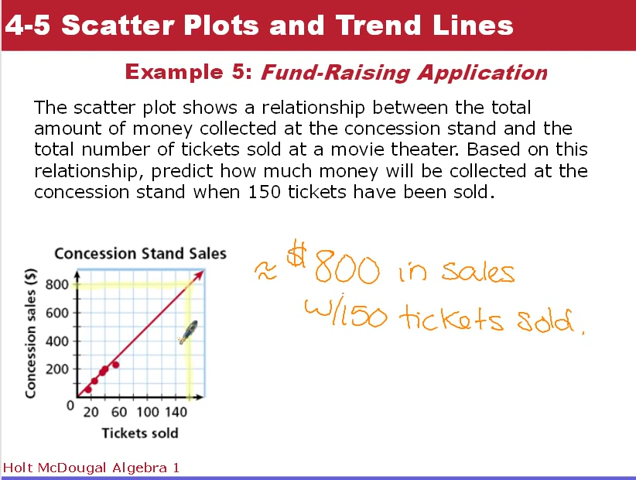 4-5 Scatter Plots and Trend Lines
Example 5: Fund-Raising Application
The scatter plot shows a relationship between the total
amount of money collected at the concession stand and the
total number of tickets sold at a movie theater. Based on this
relationship, predict how much money will be collected at the
concession stand when 150 tickets have been sold.
Concession Stand Sales
Concession sales ($)
800
600
400
200
0
20 60 100 140
Tickets sold
≈ $800 in sales
w/150 tickets sold.
Holt McDougal Algebra 1